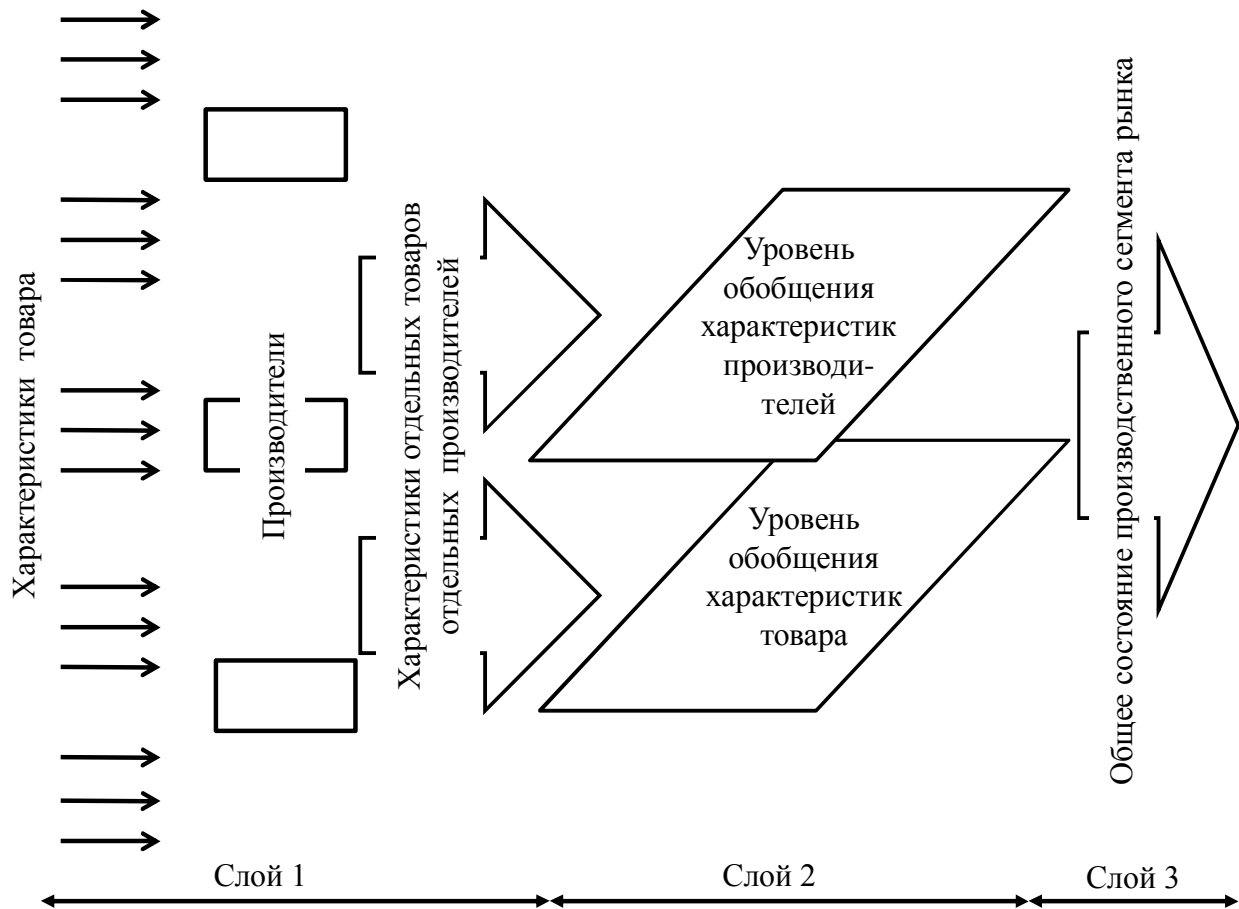 Характеристики товара
Производители
Характеристики отдельных товаров
отдельных производителей
Уровень
обобщения
характеристик
производи-
телей
Уровень
обобщения
характеристик
товара
Общее состояние производственного сегмента рынка
Слой 1
Слой 2
Слой 3